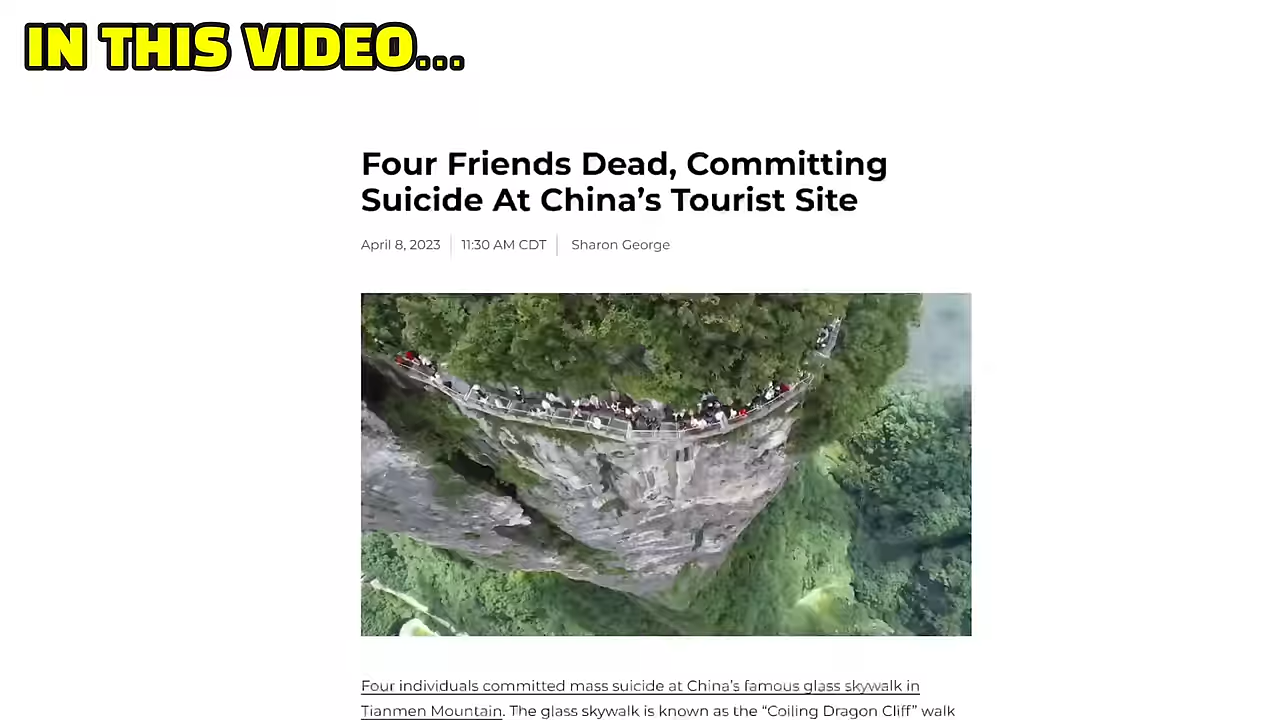 IN THIS VIDEO...
Four Friends Dead, Committing
Suicide At China’s Tourist Site
April 8, 2023 | 11:30 AM CDT | Sharon George
Four individuals committed mass suicide at China’s famous glass skywalk in
Tianmen Mountain. The glass skywalk is known as the “Coiling Dragon Cliff” walk